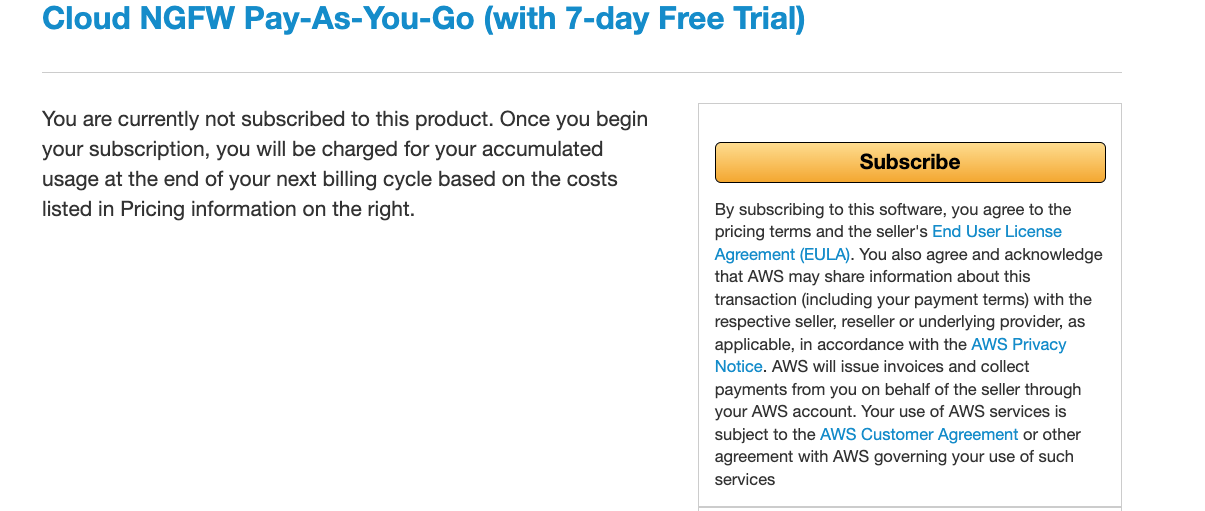 Cloud NGFW Pay-As-You-Go (with 7-day Free Trial)
You are currently not subscribed to this product. Once you begin
your subscription, you will be charged for your accumulated
usage at the end of your next billing cycle based on the costs
listed in Pricing information on the right.
Subscribe
By subscribing to this software, you agree to the
pricing terms and the seller's End User License
Agreement (EULA). You also agree and acknowledge
that AWS may share information about this
transaction (including your payment terms) with the
respective seller, reseller or underlying provider, as
applicable, in accordance with the AWS Privacy
Notice. AWS will issue invoices and collect
payments from you on behalf of the seller through
your AWS account. Your use of AWS services is
subject to the AWS Customer Agreement or other
agreement with AWS governing your use of such
services